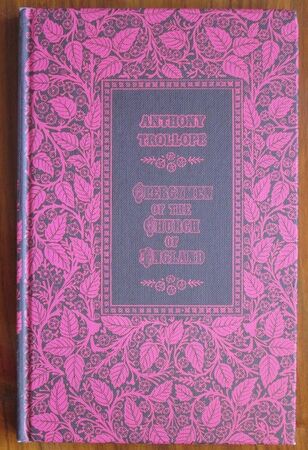 ANTHONY
TROLLOPE
CLERGYMEN
OF THE
CHURCH
OF
ENGLAND